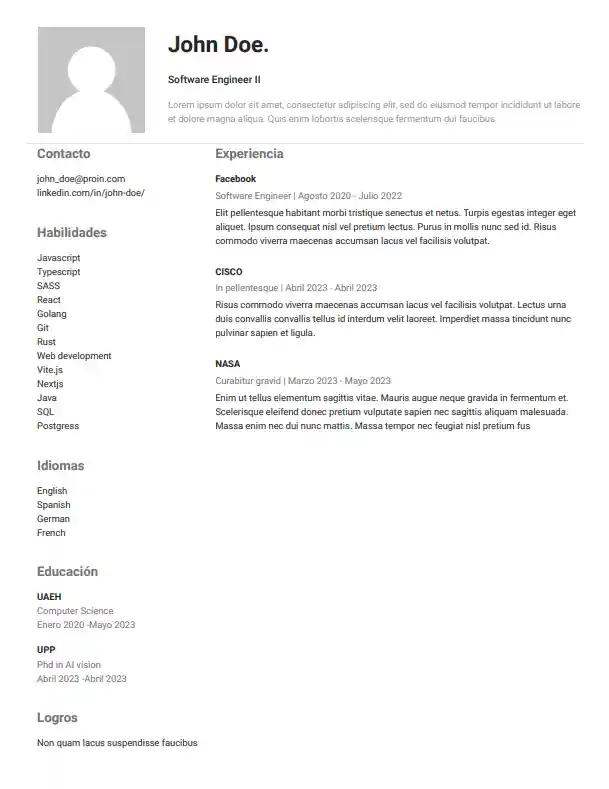 John Doe.
Software Engineer II
Lorem ipsum dolor sit amet, consectetur adipiscing elit, sed do eiusmod tempor incididunt ut labore
et dolore magna aliqua. Quis enim lobortis scelerisque fermentum dui faucibus
Contacto
john_doe@proin.com
linkedin.com/in/john-doe/
Habilidades
Javascript
Typescript
SASS
React
Golang
Git
Rust
Web development
Vite.js
Nextjs
Java
SQL
Postgress
Idiomas
English
Spanish
German
French
Educación
UAEH
Computer Science
Enero 2020 -Mayo 2023
UPP
Phd in AI vision
Abril 2023 -Abril 2023
Logros
Non quam lacus suspendisse faucibus
Experiencia
Facebook
Software Engineer | Agosto 2020 - Julio 2022
Elit pellentesque habitant morbi tristique senectus et netus. Turpis egestas integer eget
aliquet. Ipsum consequat nisl vel pretium lectus. Purus in mollis nunc sed id. Risus
commodo viverra maecenas accumsan lacus vel facilisis volutpat.
CISCO
In pellentesque | Abril 2023 - Abril 2023
Risus commodo viverra maecenas accumsan lacus vel facilisis volutpat. Lectus urna
duis convallis convallis tellus id interdum velit laoreet. Imperdiet massa tincidunt nunc
pulvinar sapien et ligula.
NASA
Curabitur gravid | Marzo 2023 - Mayo 2023
Enim ut tellus elementum sagittis vitae. Mauris augue neque gravida in fermentum et.
Scelerisque eleifend donec pretium vulputate sapien nec sagittis aliquam malesuada.
Massa enim nec dui nunc mattis. Massa tempor nec feugiat nisl pretium fus